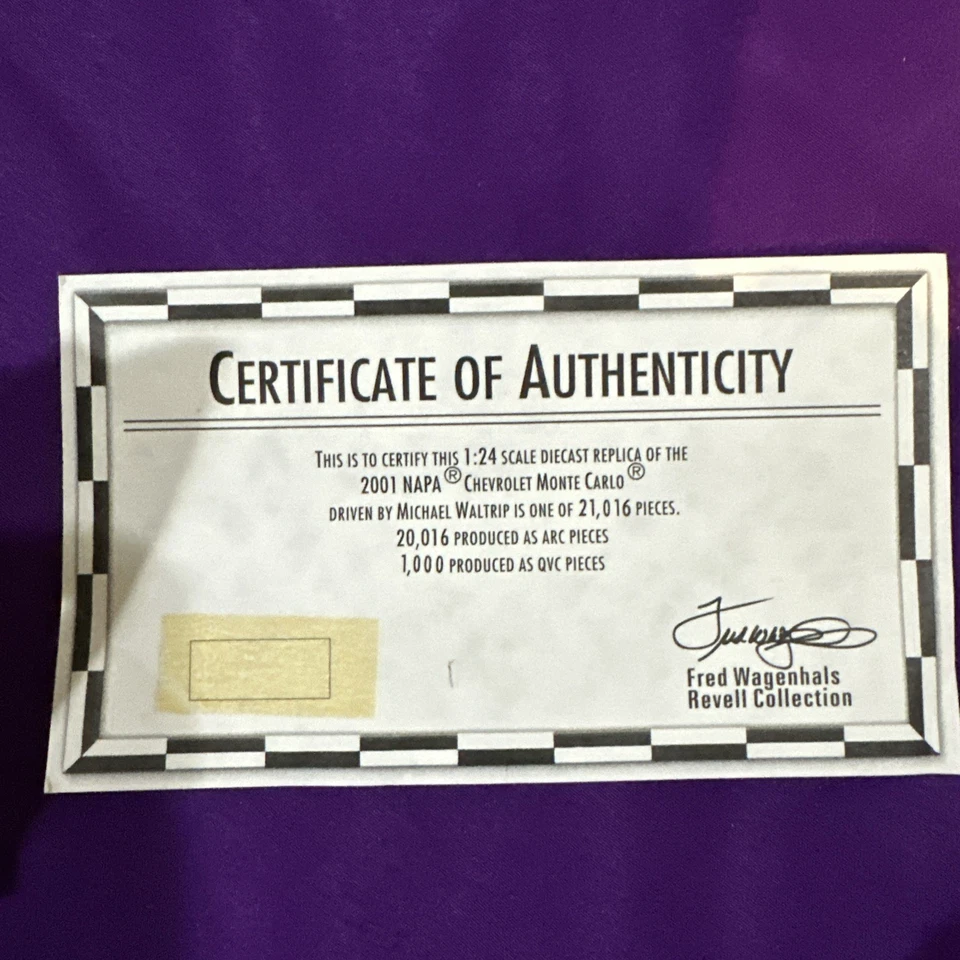 CERTIFICATE OF AUTHENTICITY
THIS IS TO CERTIFY THIS 1:24 SCALE DIECAST REPLICA OF THE
2001 NAPA® CHEVROLET MONTE CARLO®
DRIVEN BY MICHAEL WALTRIP IS ONE OF 21,016 PIECES.
20,016 PRODUCED AS ARC PIECES
1,000 PRODUCED AS QVC PIECES
Fred Wagenhals
Revell Collection